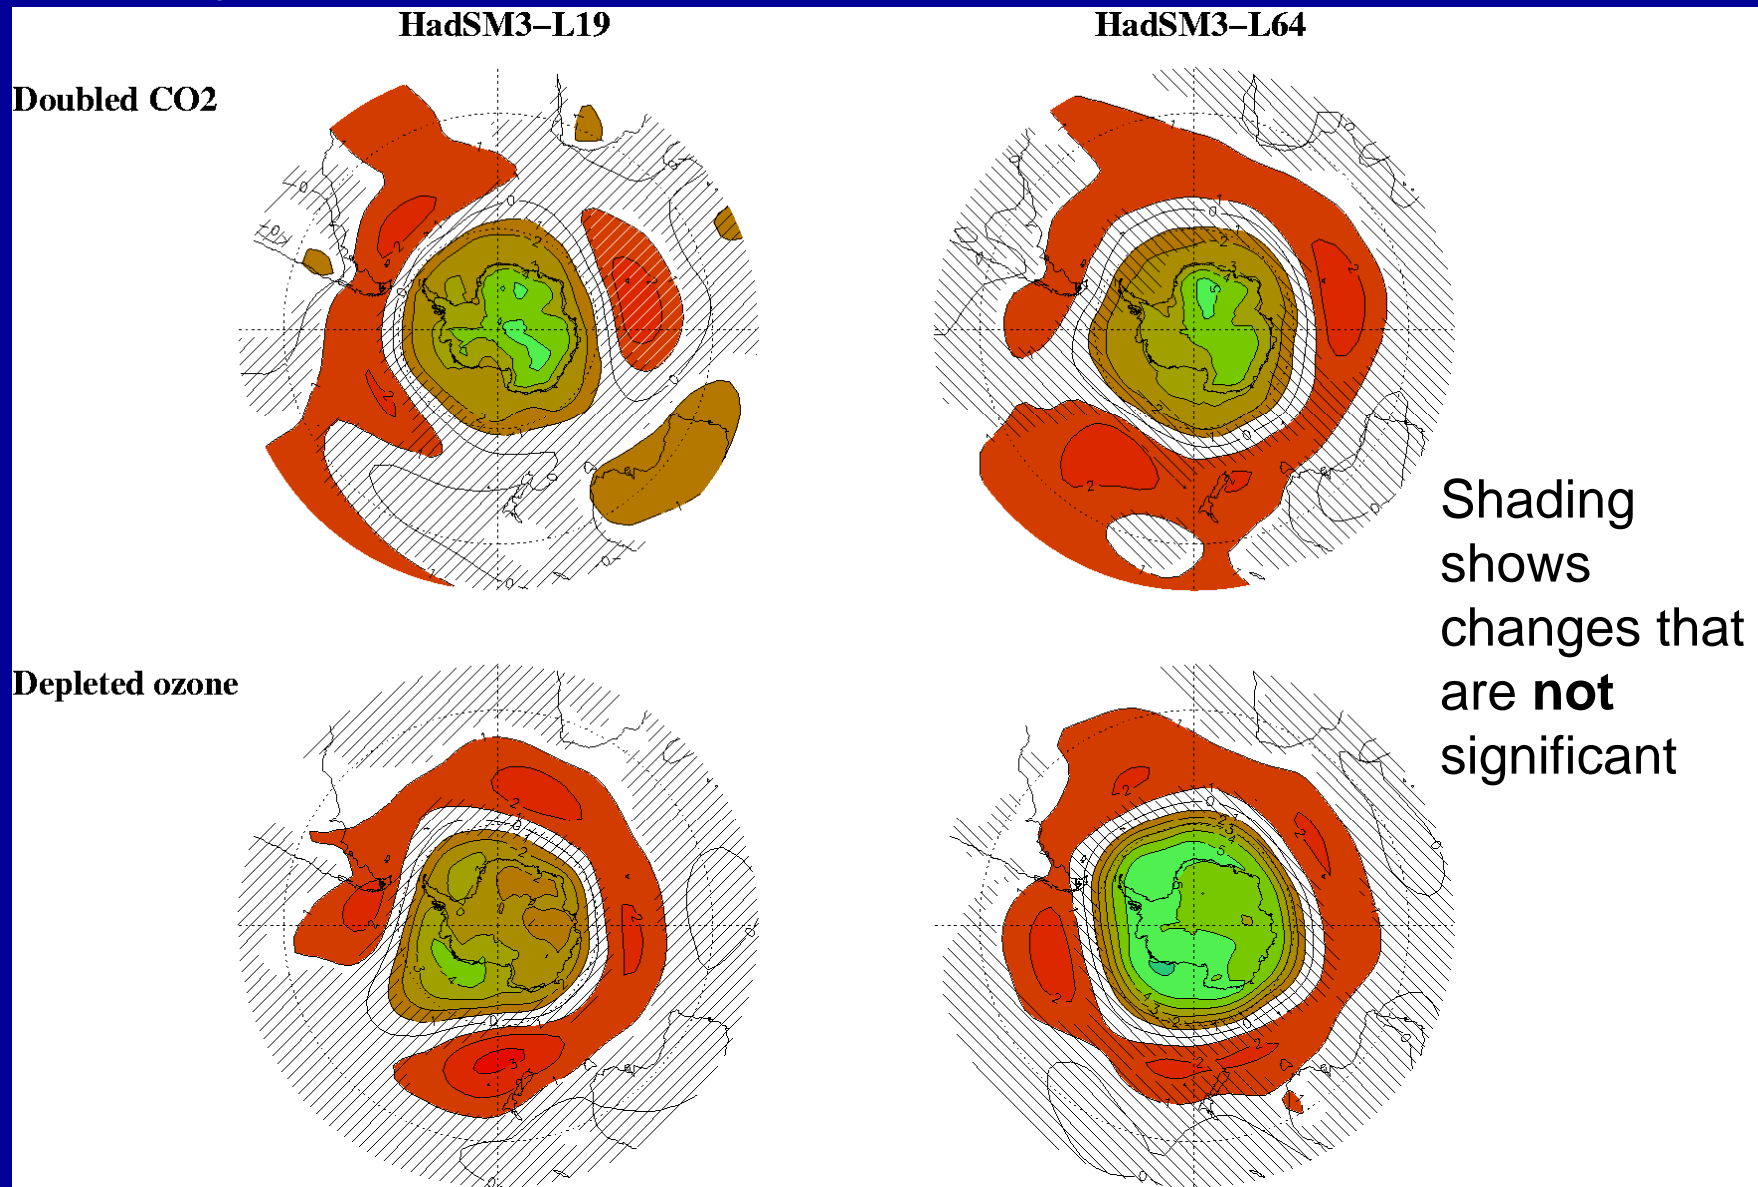 HadSM3–L19
HadSM3–L64
Doubled CO2
Depleted ozone
Shading
shows
changes that
are not
significant